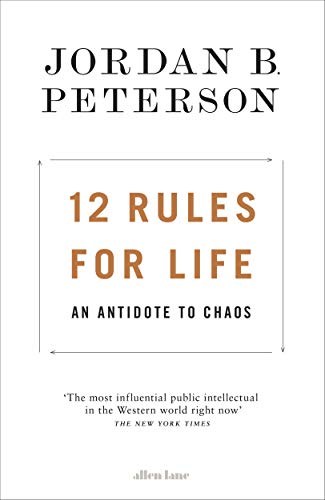 JORDAN B.
PETERSON
12 RULES
FOR LIFE
AN ANTIDOTE TO CHAOS
‘The most influential public intellectual
in the Western world right now’
THE NEW YORK TIMES
allen lane